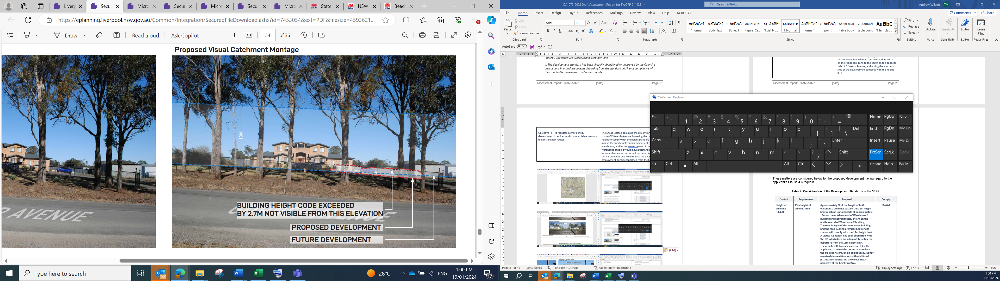 Liverp
Secur
Micro
Secur
Micro
Secur
Micro
State
NSW
Beach
https://eplanning.liverpool.nsw.gov.au/Common/Integration/SecuredFileDownload.ashx?id=7453054&ext=PDF&filesize=4593621...
Draw
Read aloud
Ask Copilot
34 of 36
Proposed Visual Catchment Montage
13M
BUILDING HEIGHT CODE EXCEEDED
BY 2.7M NOT VISIBLE FROM THIS ELEVATION
PROPOSED DEVELOPMENT
FUTURE DEVELOPMENT
AVENUE
Type here to search
28°C
ENG
1:00 PM
19/01/2024
17
DA-975-2022 Draft Assessment Report for SWCPP 211123
Search (Alt+Q)
Andrew Wilson AW
File Home Insert Design Layout References Mailings Review View Help ACROBAT
Comments
Share
Paste
Cut
Copy
Format Painter
Arial 11
AaBbCcI AaBbCcI AaBbC AaBbCcDdE AaBbC AaBbCcDc AaBbCcI AaBbC AaBbCcDdE AaBbCcI AaBbC
1normal Body Text Bullet 1 Figure_Ca... List Nu... Normal normal1 point table body table point Templat...
Find
Replace
Select
Dictate
Sensitivity
Editor
Reuse Files
Clipboard Font Paragraph Styles Editing Voice Sensitivity Editor Reuse Files
AutoSave Off
required and therefore compliance is unreasonable;
4. The development standard has been virtually abandoned or destroyed by the Council's
own actions in granting consents departing from the standard and hence compliance with
the standard is unnecessary and unreasonable.
Assessment Report: DA-975/2022 [date] Page 19
the development will not have any shadow impact
on the residential zone to the south on the opposite
side of Fifteenth Avenue, and noting the southern
side of the development complies with the height
limit.
Assessment Report: DA-975/2022 [date] Page 20
On-Screen Keyboard
Esc ~ ` ! 1 @ 2 # 3 $ 4 % 5 ^ 6 & 7 * 8 ( 9 ) 0 _ - + = Home PgUp Nav
Tab q w e r t y u i o p { [ } ] | \ Del End PgDn Mv Up
Caps a s d f g h j k l : ; " ' Enter Insert Pause Mv Dn
Shift z x c v b n m < , > . ? / Shift PrtScn ScrLk Dock
Fn Ctrl Alt Alt Ctrl Options Help Fade
Objective (c) - to facilitate higher density
development in and around commercial centres and
major transport routes
The Site is located adjoining the major tran
route of Fifteenth Avenue. Lowering the bu
height to comply with the height standard
impact the functionality and efficiency of th
warehouse, and future tenants parts of the
warehouse building would have substanda
internal clearances that would not cater fo
tenant demands and likely reduce the over
employment density generated from the Si
(Ctrl)
These matters are considered below for the proposed development having regard to the
applicant's Clause 4.6 request
Table 4: Consideration of the Development Standards in the SEPP
Control Requirement Proposal Comply
Height of
buildings
(Cl 4.3)
13m height of
building limit
Approximately ¼ of the length of both
warehouse buildings exceed the 13m height
limit reaching up to heights of approximately
16m on the northern end of Warehouse 1
building and approximately 14.5m on the
northern end of Warehouse 2 building.
The remaining ¾ of the warehouse buildings
and the food & drink premises and service
station will comply with the 13m height limit.
A Clause 4.6 report has been submitted with
the DA which does not adequately justify the
departure from the 13m height limit.
The attached RFI includes a request for the
applicant to review the potential to reduce
the building height, and if still needed, submit
a revised clause 4.6 report with additional
justification addressing the visual impact
objective of the height control.
Partial
Page 21 of 42 12043 words English (Australia) Accessibility: Investigate
Display Settings Focus 80%
1:00 PM
19/01/2024